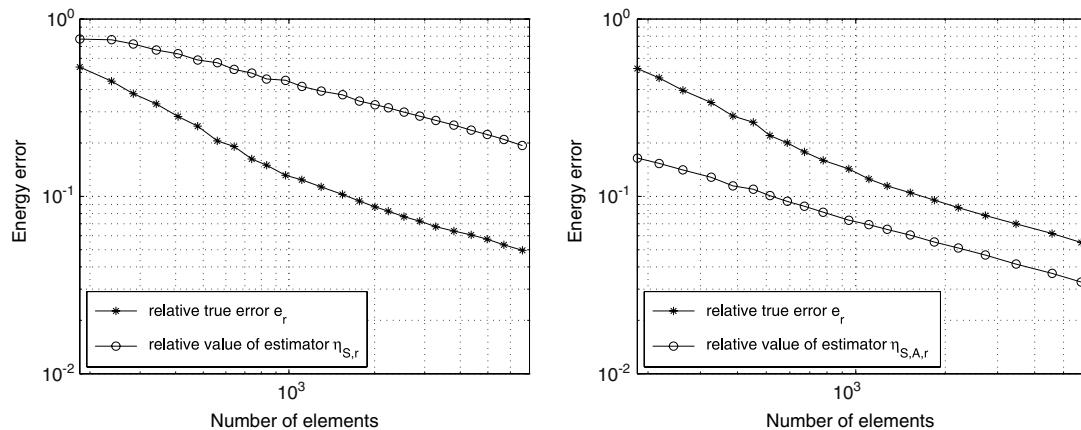 10^0
10^-1
10^-2
Energy error
10^3
Number of elements
relative true error e_r
relative value of estimator η_S,r
10^0
10^-1
10^-2
Energy error
10^3
Number of elements
relative true error e_r
relative value of estimator η_S,A,r